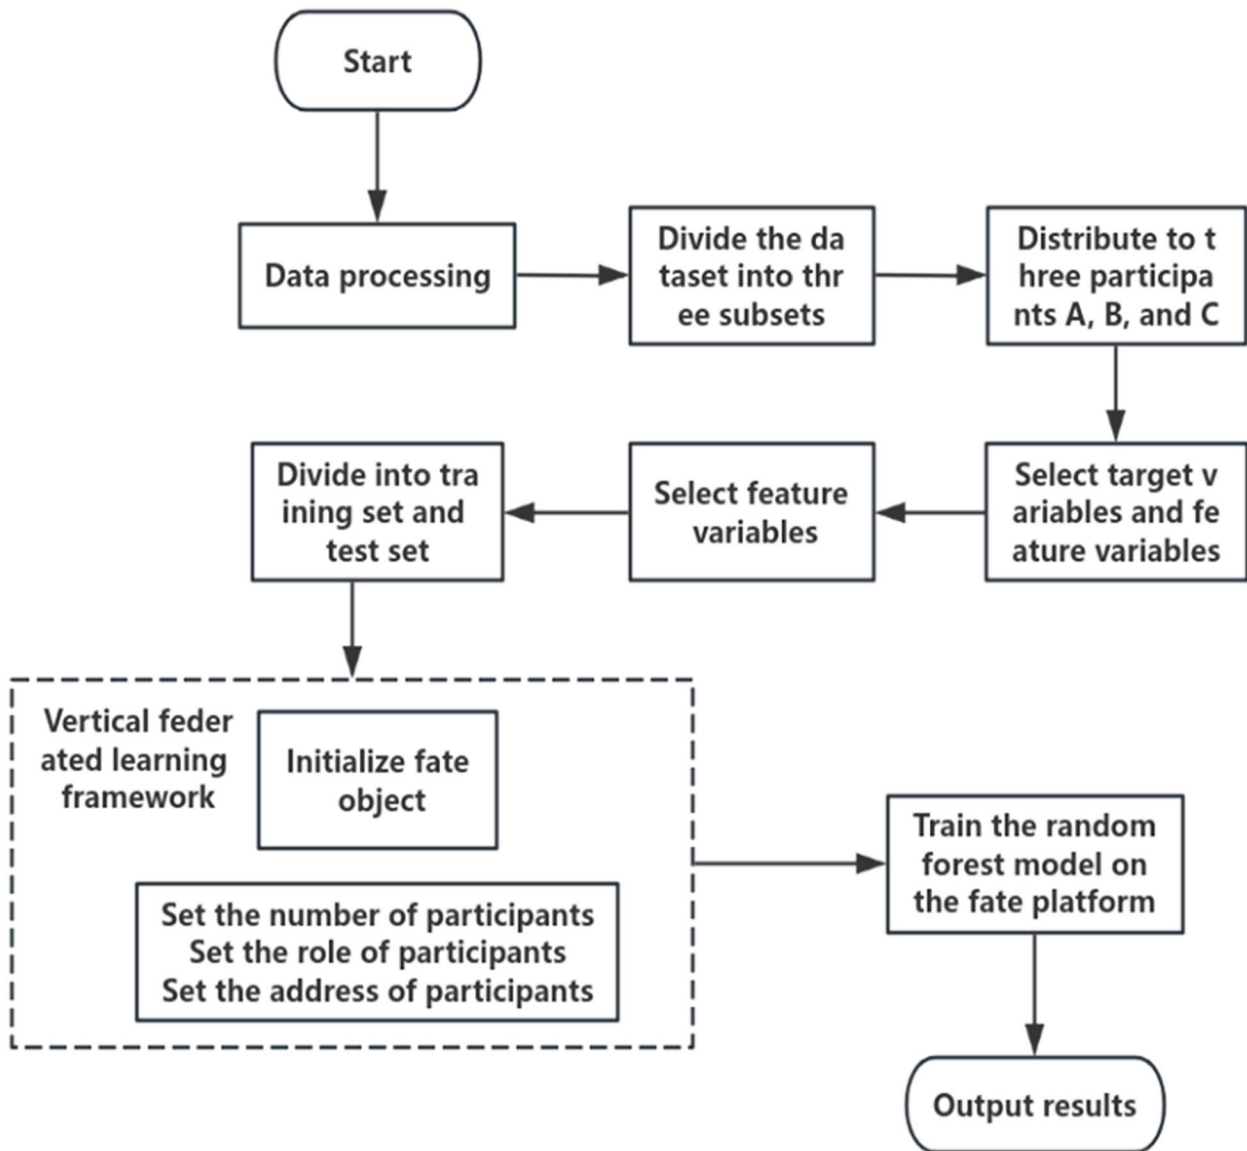 Start
Data processing
Divide the da
taset into thr
ee subsets
Distribute to t
hree participa
nts A, B, and C
Select target v
ariables and fe
ature variables
Select feature
variables
Divide into tra
ining set and
test set
Vertical feder
ated learning
framework
Initialize fate
object
Set the number of participants
Set the role of participants
Set the address of participants
Train the random
forest model on
the fate platform
Output results